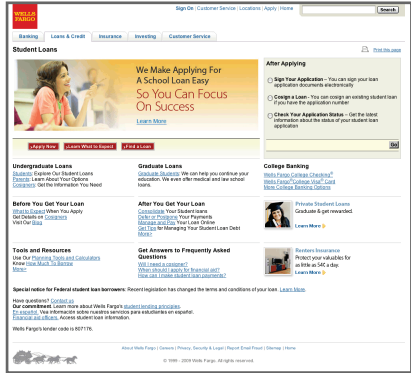 WELLS
FARGO
Sign On | Customer Service | Locations | Apply | Home
Search
Banking
Loans & Credit
Insurance
Investing
Customer Service
Student Loans
Print this page
We Make Applying For
A School Loan Easy
So You Can Focus
On Success
Learn More
Apply Now
Learn What to Expect
Find a Loan
After Applying
Sign Your Application – You can sign your loan
application documents electronically
Cosign a Loan – You can cosign an existing student loan
if you have the application number
Check Your Application Status – Get the latest
information about the status of your student loan
application
Go
Undergraduate Loans
Students: Explore Our Student Loans
Parents: Learn About Your Options
Cosigners: Get the Information You Need
Graduate Loans
Graduate Students: We can help you continue your
education. We even offer medical and law school
loans.
College Banking
Wells Fargo College Checking®
Wells Fargo® College Visa® Card
More College Banking Options
Before You Get Your Loan
What to Expect When You Apply
Get Details on Cosigners
Visit Our Blog
After You Get Your Loan
Consolidate Your Student loans
Defer or Postpone Your Payments
Manage and Pay Your Loan Online
Get Tips for Managing Your Student Loan Debt
More>
Private Student Loans
Graduate & get rewarded.
Learn More
Tools and Resources
Use Our Planning Tools and Calculators
Know How Much To Borrow
More>
Get Answers to Frequently Asked
Questions
Will I need a cosigner?
When should I apply for financial aid?
How can I make student loan payments?
Renters Insurance
Protect your valuables for
as little as 54¢ a day.
Learn More
Special notice for Federal student loan borrowers: Recent legislation has changed the terms and conditions of your loan. Learn More.
Have questions? Contact us
Our commitment. Learn more about Wells Fargo's student lending principles.
En español. Vea información sobre nuestros servicios para estudiantes en español.
Financial aid officers: Access student loan information.
Wells Fargo's lender code is 807176.
About Wells Fargo | Careers | Privacy, Security & Legal | Report Email Fraud | Sitemap | Home
© 1999 - 2009 Wells Fargo. All rights reserved.